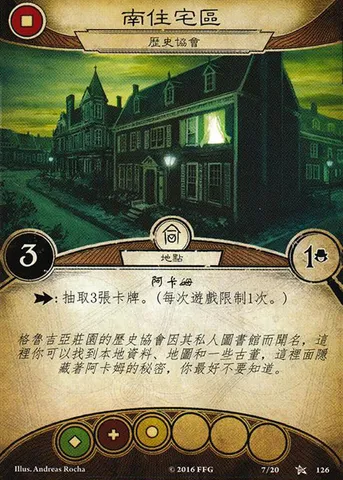 南住宅區
歷史協會
3
1
地點
阿卡姆
：抽取3張卡牌。（每次遊戲限制1次。）
格魯吉亞莊園的歷史協會因其私人圖書館而聞名，這
裡你可以找到本地資料、地圖和一些古董，這裡面隱
藏著阿卡姆的秘密，你最好不要知道。
Illus. Andreas Rocha
© 2016 FFG
7/20
126